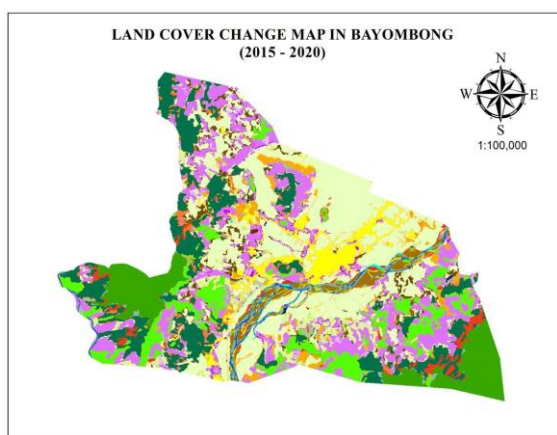 LAND COVER CHANGE MAP IN BAYOMBONG
(2015 - 2020)
N
W E
S
1:100,000